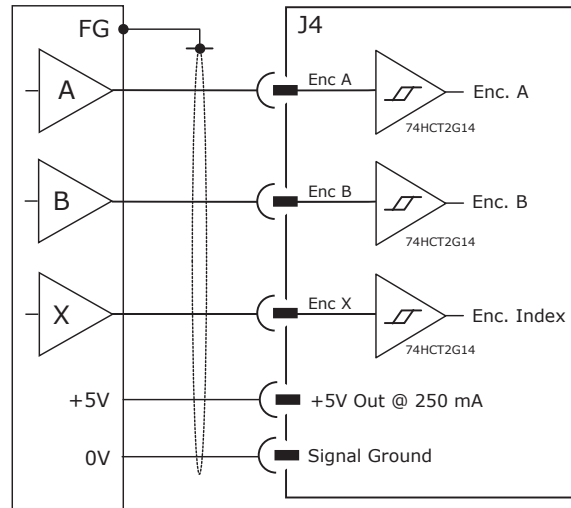 FG
J4
A
Enc A
Enc. A
74HCT2G14
B
Enc B
Enc. B
74HCT2G14
X
Enc X
Enc. Index
74HCT2G14
+5V
+5V Out @ 250 mA
0V
Signal Ground